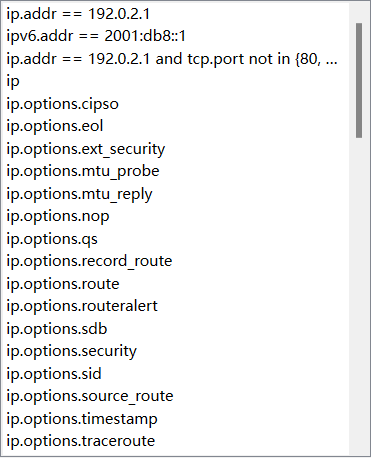 ip.addr == 192.0.2.1
ipv6.addr == 2001:db8::1
ip.addr == 192.0.2.1 and tcp.port not in {80, ...
ip
ip.options.cipso
ip.options.eol
ip.options.ext_security
ip.options.mtu_probe
ip.options.mtu_reply
ip.options.nop
ip.options.qs
ip.options.record_route
ip.options.route
ip.options.routeralert
ip.options.sdb
ip.options.security
ip.options.sid
ip.options.source_route
ip.options.timestamp
ip.options.traceroute